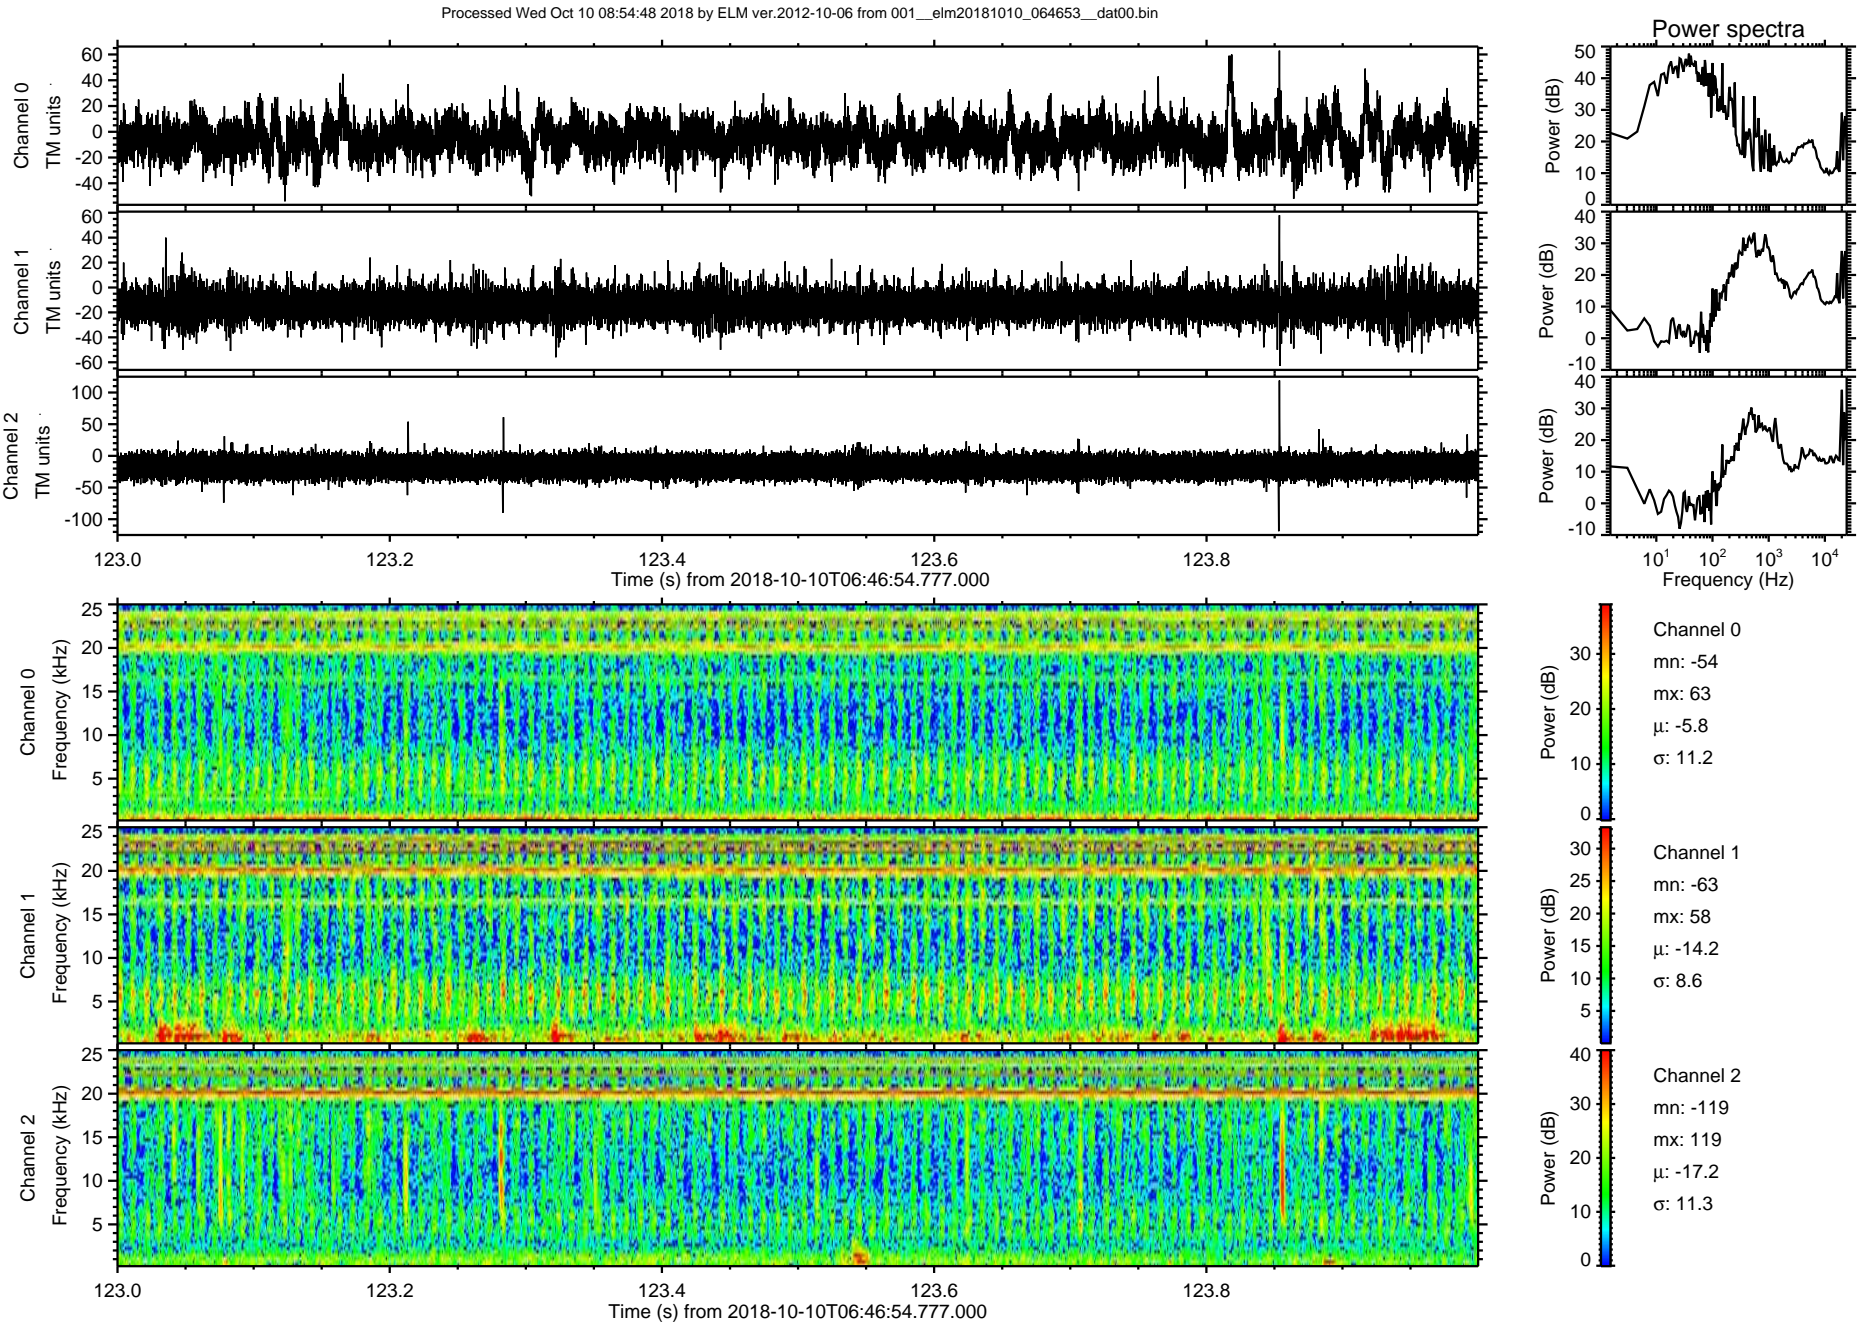 Processed Wed Oct 10 08:54:48 2018 by ELM ver.2012-10-06 from 001__elm20181010_064653__dat00.bin
Power spectra
Channel 0
TM units
60
40
20
0
-20
-40
Power (dB)
50
40
30
20
10
0
Channel 1
TM units
60
40
20
0
-20
-40
-60
Power (dB)
40
30
20
10
0
-10
Channel 2
TM units
100
50
0
-50
-100
Power (dB)
40
30
20
10
0
-10
123.0 123.2 123.4 123.6 123.8
Time (s) from 2018-10-10T06:46:54.777.000
10¹ 10² 10³ 10⁴
Frequency (Hz)
Channel 0
Frequency (kHz)
25
20
15
10
5
Power (dB)
30
20
10
0
Channel 0
mn: -54
mx: 63
μ: -5.8
σ: 11.2
Channel 1
Frequency (kHz)
25
20
15
10
5
Power (dB)
30
25
20
15
10
5
Channel 1
mn: -63
mx: 58
μ: -14.2
σ: 8.6
Channel 2
Frequency (kHz)
25
20
15
10
5
Power (dB)
40
30
20
10
0
Channel 2
mn: -119
mx: 119
μ: -17.2
σ: 11.3
123.0 123.2 123.4 123.6 123.8
Time (s) from 2018-10-10T06:46:54.777.000